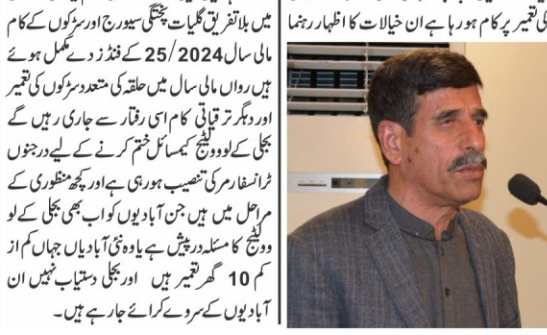 میں بلا تفریق گلیات پختگی سیورج اور سڑکوں کے کام
مالی سال 25/2024 کے فنڈز دے مکمل ہوئے
ہیں رواں مالی سال میں حلقہ کی متعدد سڑکوں کی تعمیر
اور دیگر ترقیاتی کام اسی رفتار سے جاری رہیں گے
بجلی کے لو وولٹیج کیمسائل ختم کرنے کے لیے درجنوں
ٹرانسفارمر کی تنصیب ہو رہی ہے اور کچھ منظوری کے
مراحل میں ہیں جن آبادیوں کو اب بھی بجلی کے لو
وولٹیج کا مسئلہ درپیش ہے یا وہ نئی آبادیاں جہاں کم از
کم 10 گھر تعمیر ہیں اور بجلی دستیاب نہیں ان
آبادیوں کے سروے کرائے جا رہے ہیں۔
کی تعمیر پر کام ہو رہا ہے ان خیالات کا اظہار رہنما